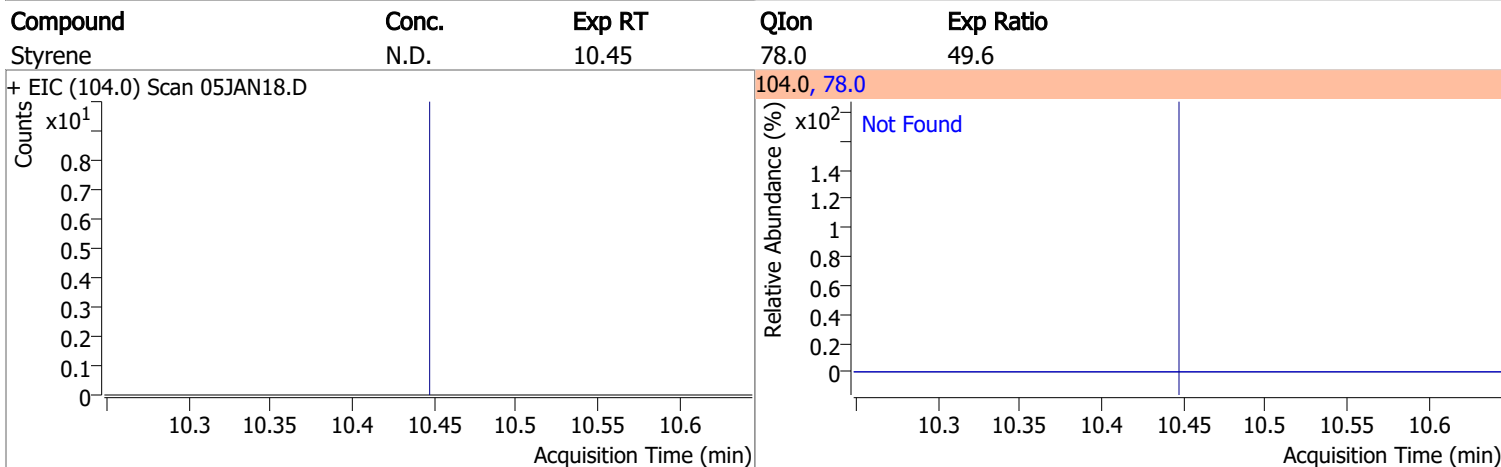 Compound Conc. Exp RT QIon Exp Ratio
Styrene N.D. 10.45 78.0 49.6
+ EIC (104.0) Scan 05JAN18.D
Counts
x10¹
0.8
0.7
0.6
0.5
0.4
0.3
0.2
0.1
0
10.3 10.35 10.4 10.45 10.5 10.55 10.6
Acquisition Time (min)
104.0, 78.0
Relative Abundance (%)
x10²
Not Found
1.4
1.2
1
0.8
0.6
0.4
0.2
0
10.3 10.35 10.4 10.45 10.5 10.55 10.6
Acquisition Time (min)